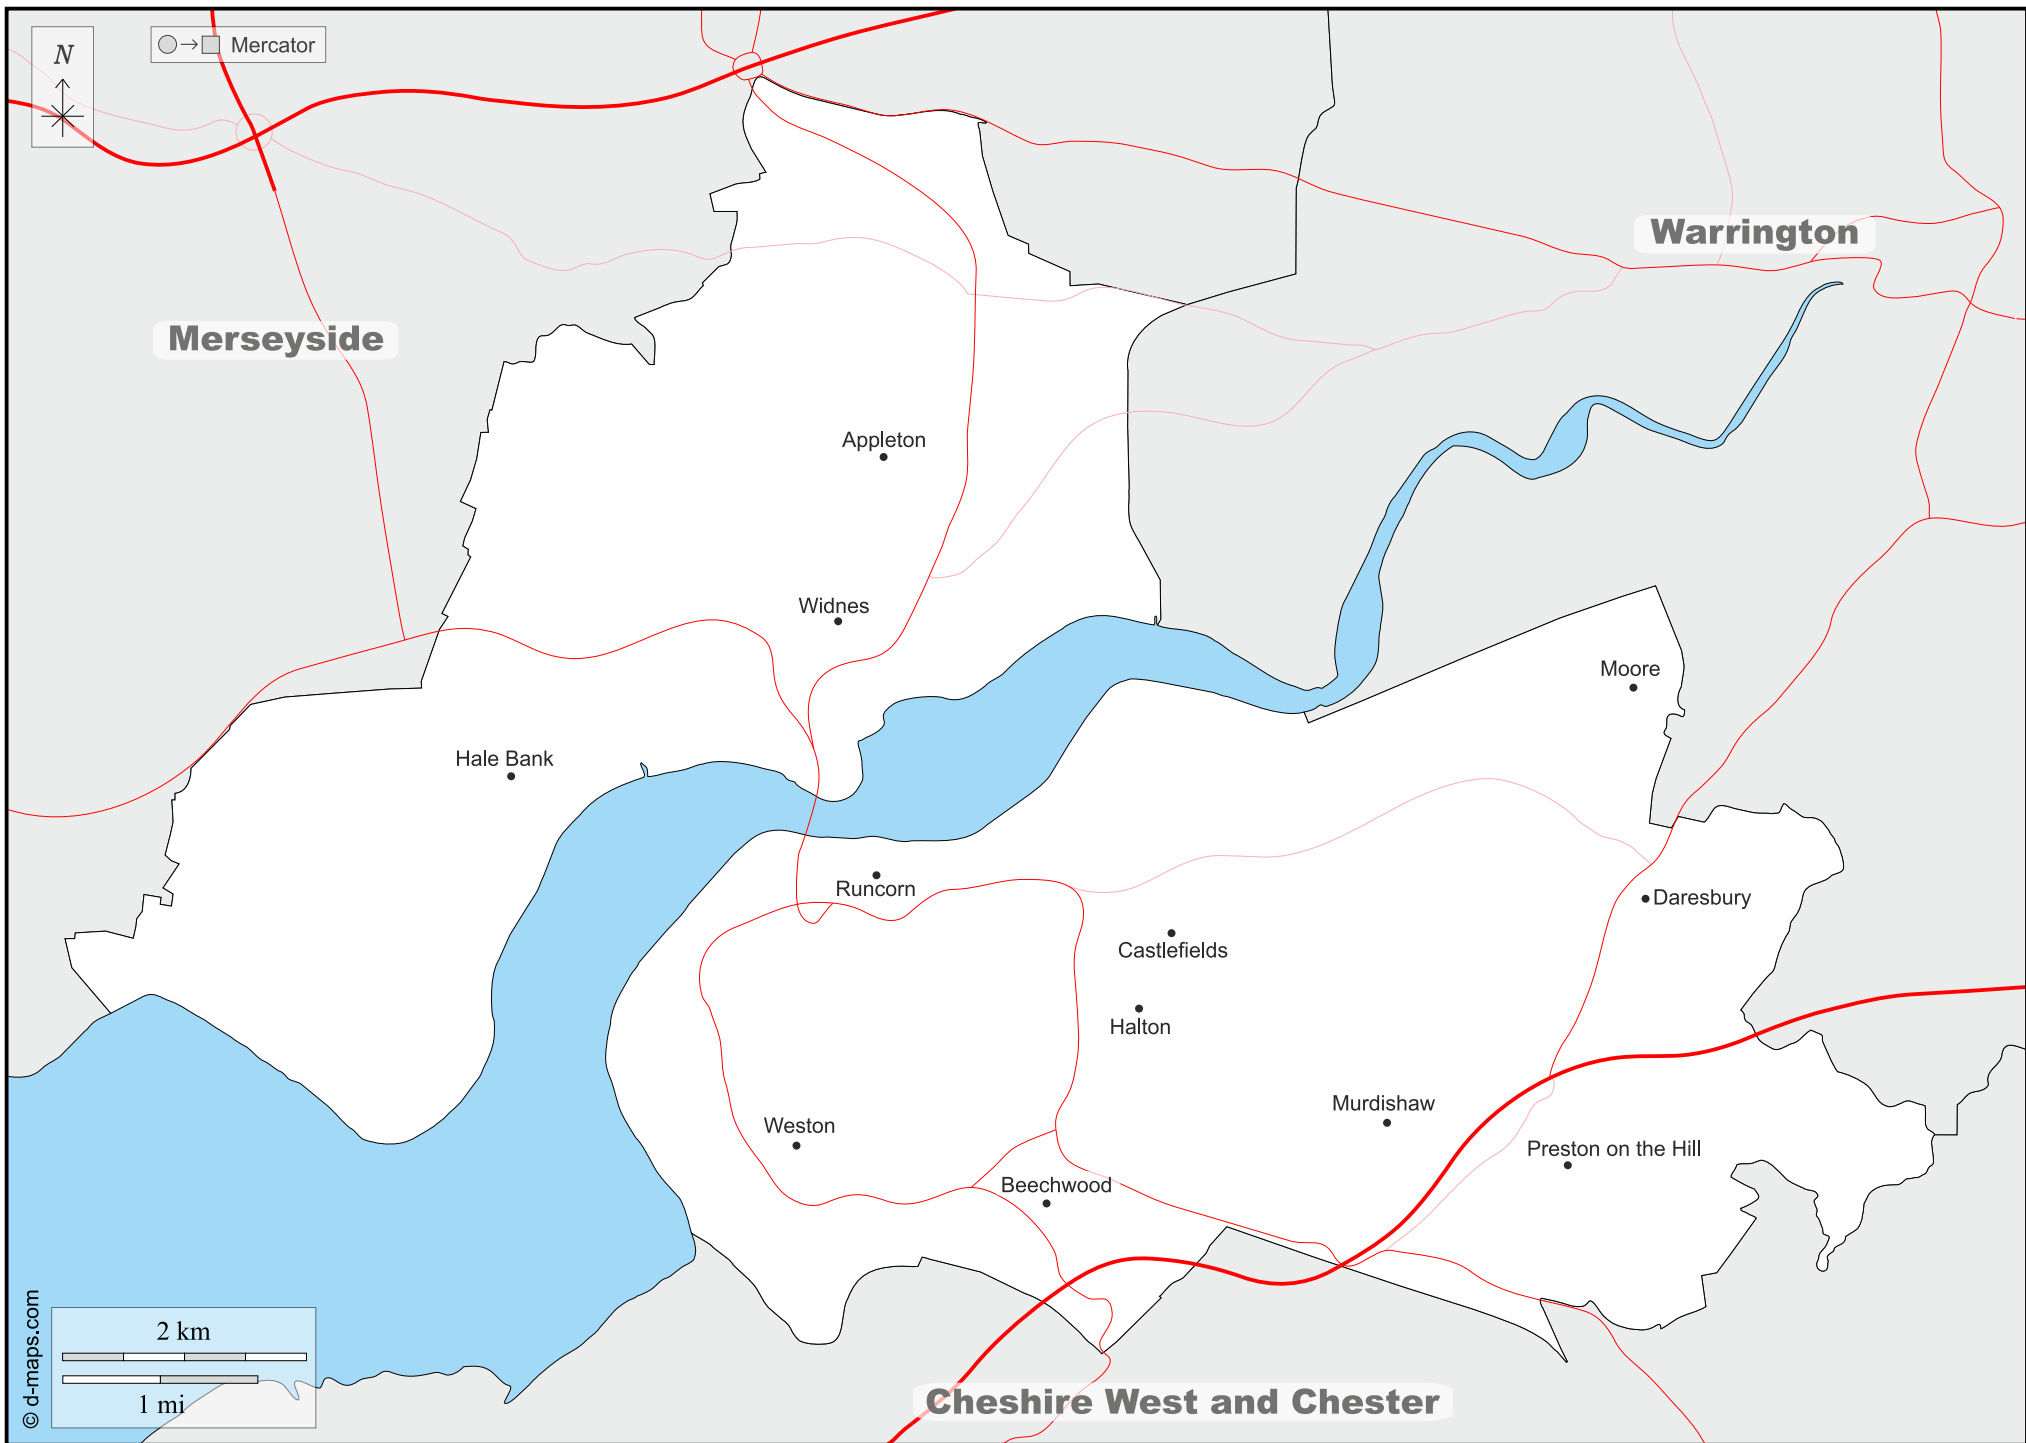 N
Mercator
Warrington
Merseyside
Appleton
Widnes
Moore
Hale Bank
Runcorn
Daresbury
Castlefields
Halton
Murdishaw
Weston
Preston on the Hill
Beechwood
© d-maps.com
2 km
1 mi
Cheshire West and Chester